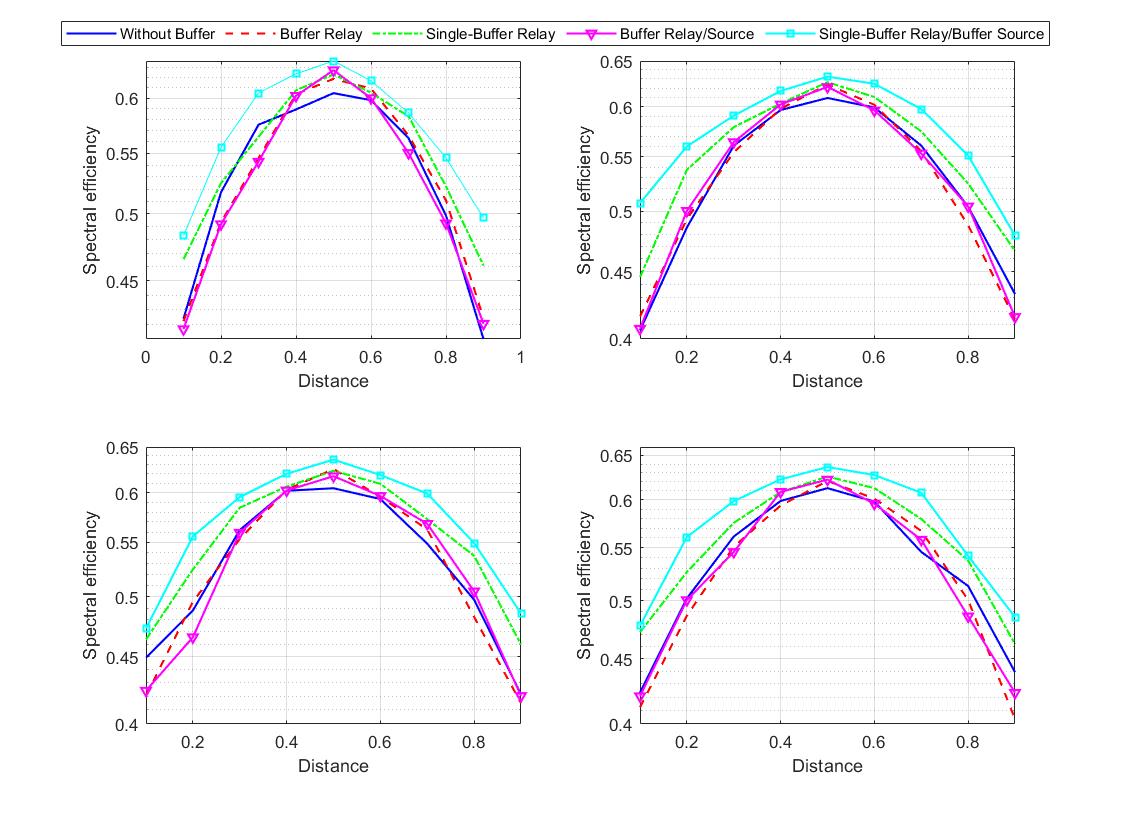 Without Buffer Buffer Relay Single-Buffer Relay Buffer Relay/Source Single-Buffer Relay/Buffer Source
Spectral efficiency
0.6
0.55
0.5
0.45
0 0.2 0.4 0.6 0.8 1
Distance
Spectral efficiency
0.65
0.6
0.55
0.5
0.45
0.4
0.2 0.4 0.6 0.8
Distance
Spectral efficiency
0.65
0.6
0.55
0.5
0.45
0.4
0.2 0.4 0.6 0.8
Distance
Spectral efficiency
0.65
0.6
0.55
0.5
0.45
0.4
0.2 0.4 0.6 0.8
Distance